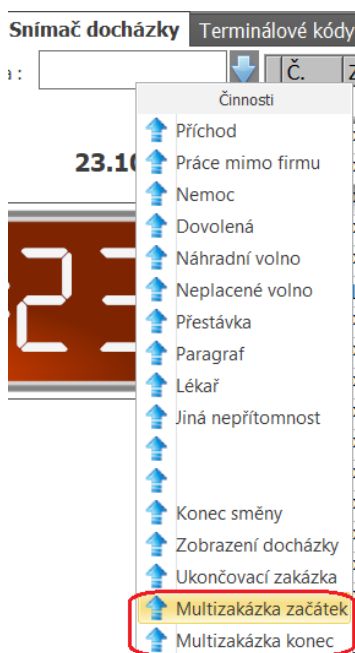 Snímač docházky Terminálové kódy
a :
Č.
Činnosti
Příchod
23.10
Práce mimo firmu
Nemoc
Dovolená
Náhradní volno
Neplacené volno
Přestávka
Paragraf
Lékař
Jiná nepřítomnost
Konec směny
Zobrazení docházky
Ukončovací zakázka
Multizakázka začátek
Multizakázka konec